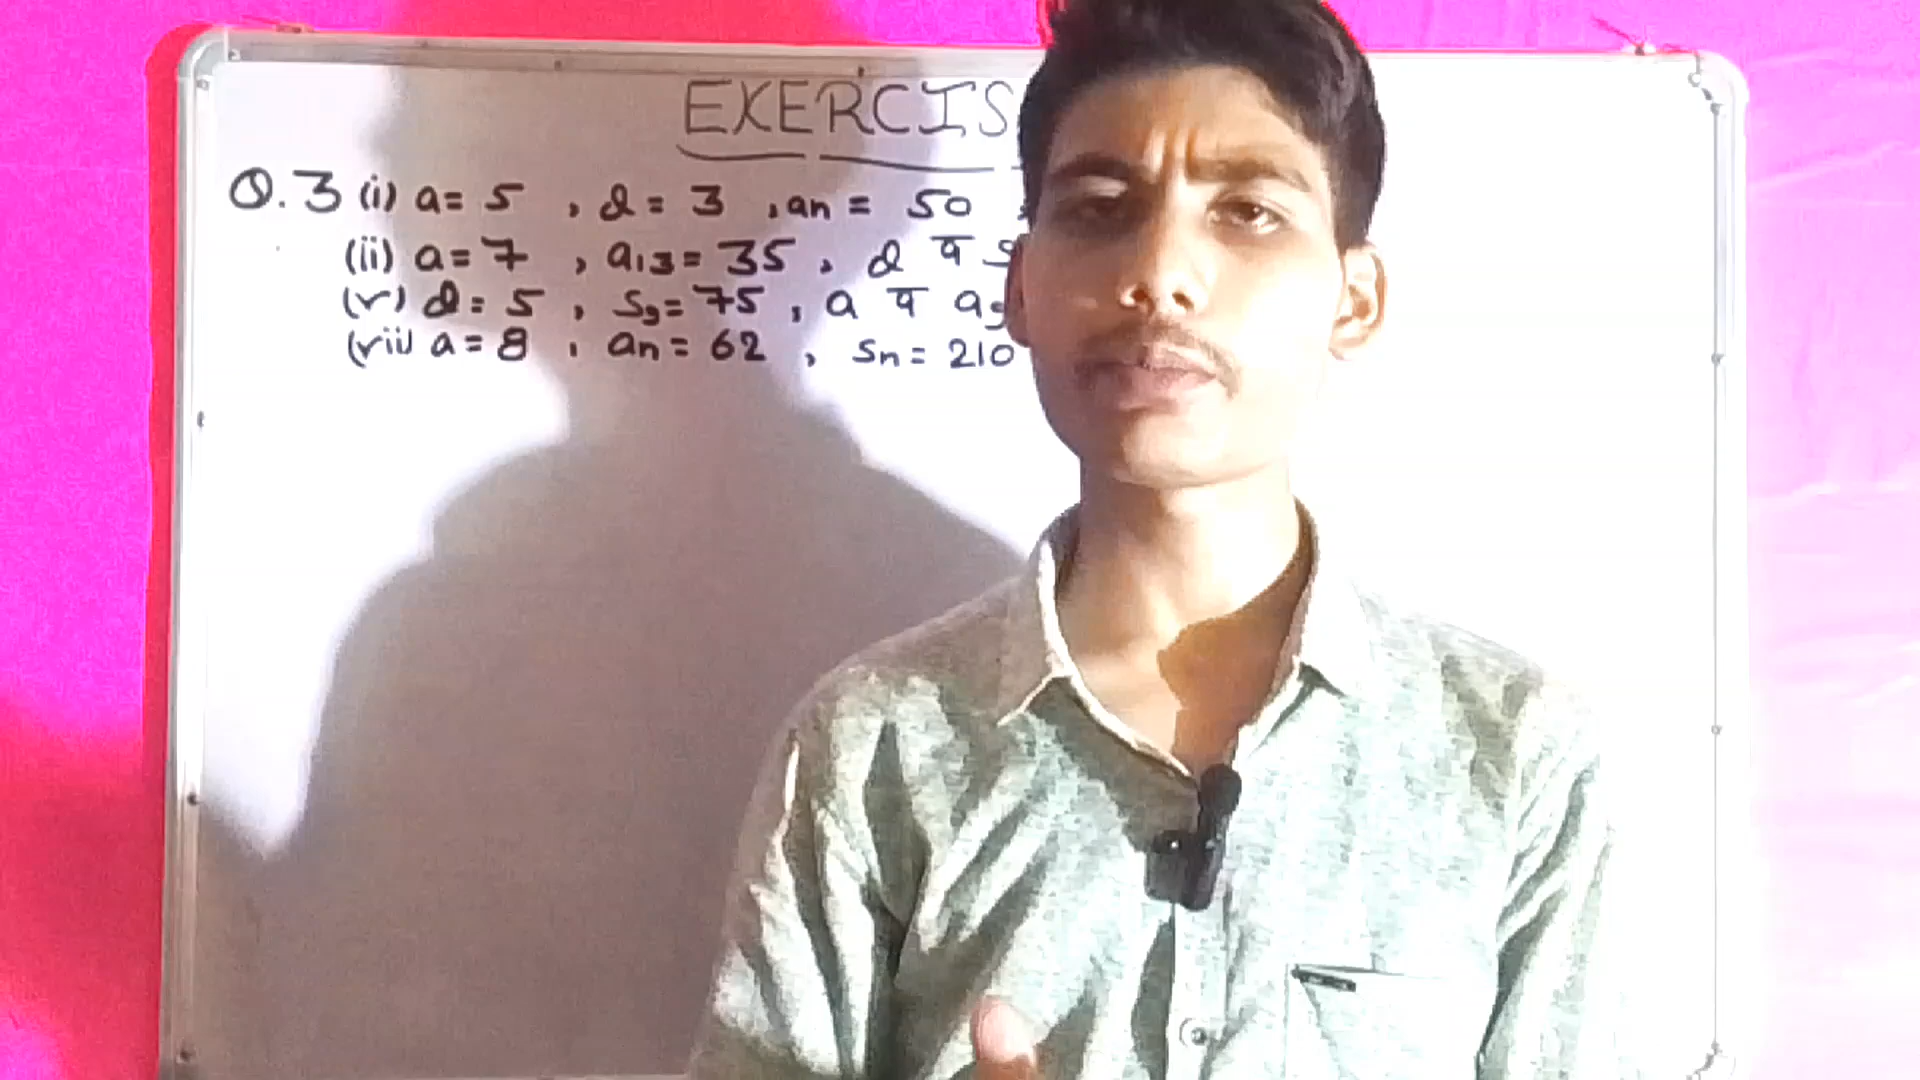 EXERCIS
Q.3 (i) a = 5 , d = 3 , an = 50
(ii) a = 7 , a13 = 35 , d व S
(v) d = 5 , S9 = 75 , a व a9
(vii) a = 8 , an = 62 , Sn = 210